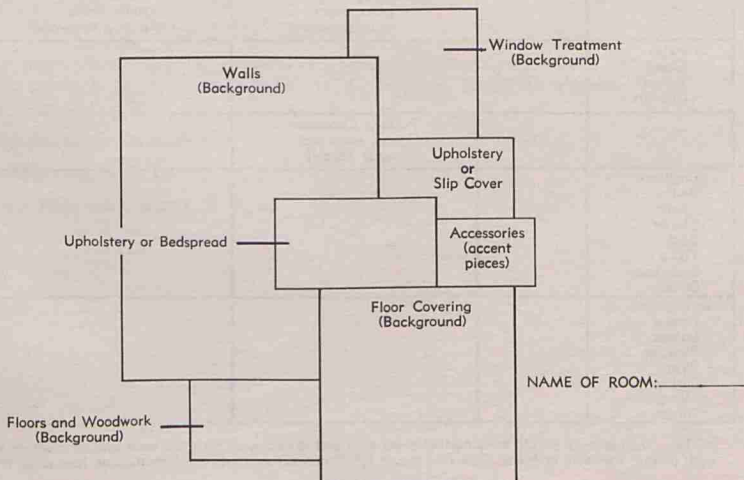 Window Treatment
(Background)
Walls
(Background)
Upholstery
or
Slip Cover
Upholstery or Bedspread
Accessories
(accent
pieces)
Floor Covering
(Background)
NAME OF ROOM:
Floors and Woodwork
(Background)